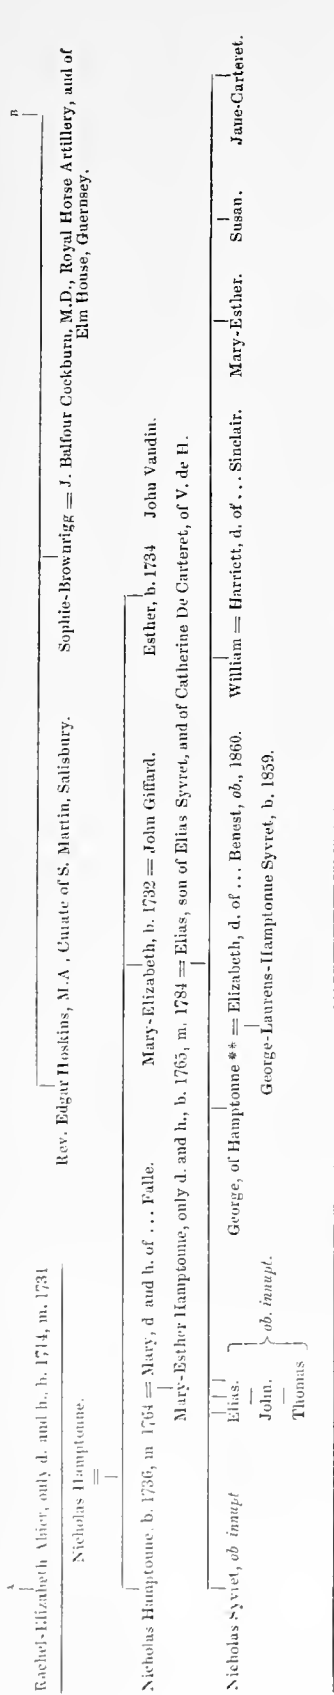 A
B
Rachel-Elizabeth Ahier, only d. and h., b. 1714, m. 1731
Rev. Edgar Hoskins, M.A., Curate of S. Martin, Salisbury.
Sophie-Brownrigg = J. Balfour Cockburn, M.D., Royal Horse Artillery, and of
Elm House, Guernsey.
Nicholas Hamptonne.
=
Nicholas Hamptonne, b. 1736, m 1764 = Mary, d and h. of ... Falle.
Mary-Elizabeth, b. 1732 = John Giffard.
Esther, b. 1734 John Vaudin.
Mary-Esther Hamptonne, only d. and h., b. 1765, m. 1784 = Elias, son of Elias Syvret, and of Catherine De Carteret, of V. de H.
Nicholas Syvret, ob innupt
Elias.
John.
Thomas
ob. innupt.
George, of Hamptonne ** = Elizabeth, d. of ... Benest, ob., 1860.
William = Harriett, d. of ... Sinclair.
Mary-Esther.
Susan.
Jane-Carteret.
George-Laurens-Hamptonne Syvret, b. 1859.